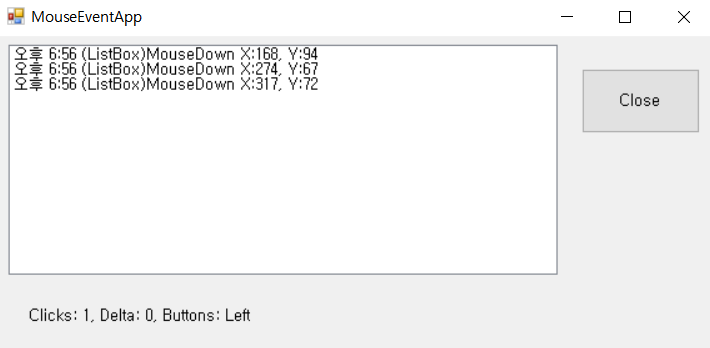 MouseEventApp
오후 6:56 (ListBox)MouseDown X:168, Y:94
오후 6:56 (ListBox)MouseDown X:274, Y:67
오후 6:56 (ListBox)MouseDown X:317, Y:72
Close
Clicks: 1, Delta: 0, Buttons: Left